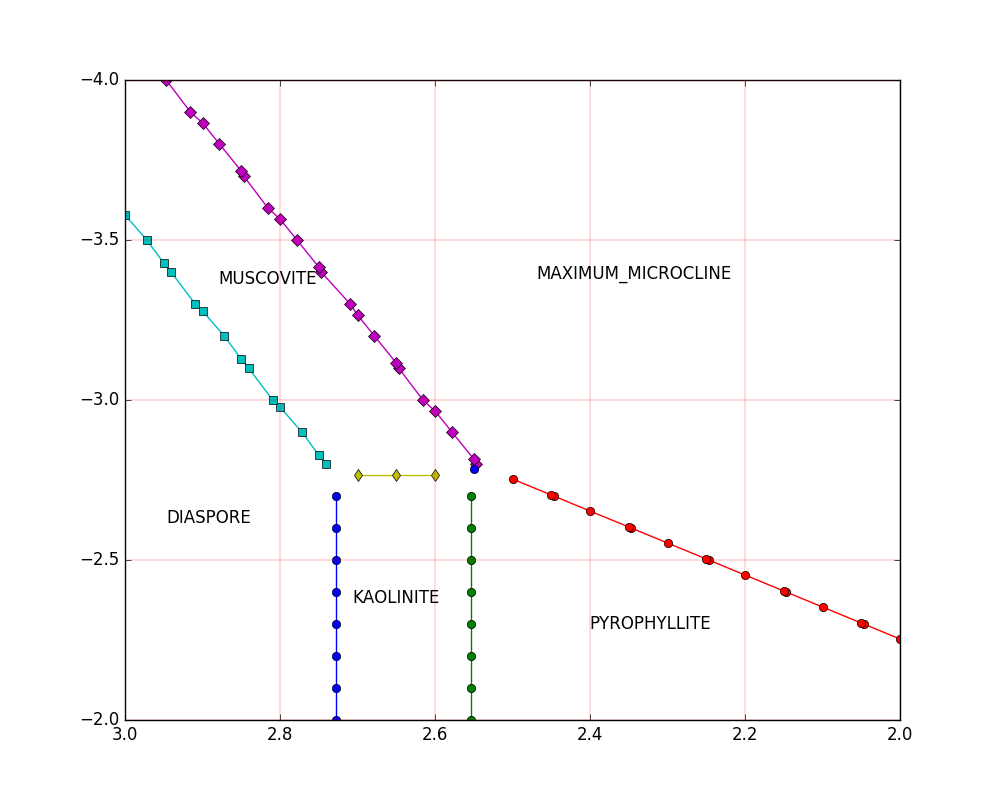 −4.0
−3.5
−3.0
−2.5
−2.0
3.0 2.8 2.6 2.4 2.2 2.0
MAXIMUM_MICROCLINE
MUSCOVITE
DIASPORE
KAOLINITE
PYROPHYLLITE